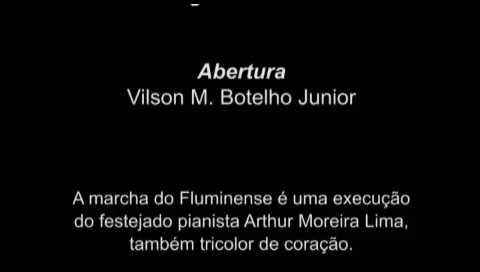 Abertura
Vilson M. Botelho Junior
A marcha do Fluminense é uma execução
do festejado pianista Arthur Moreira Lima,
também tricolor de coração.